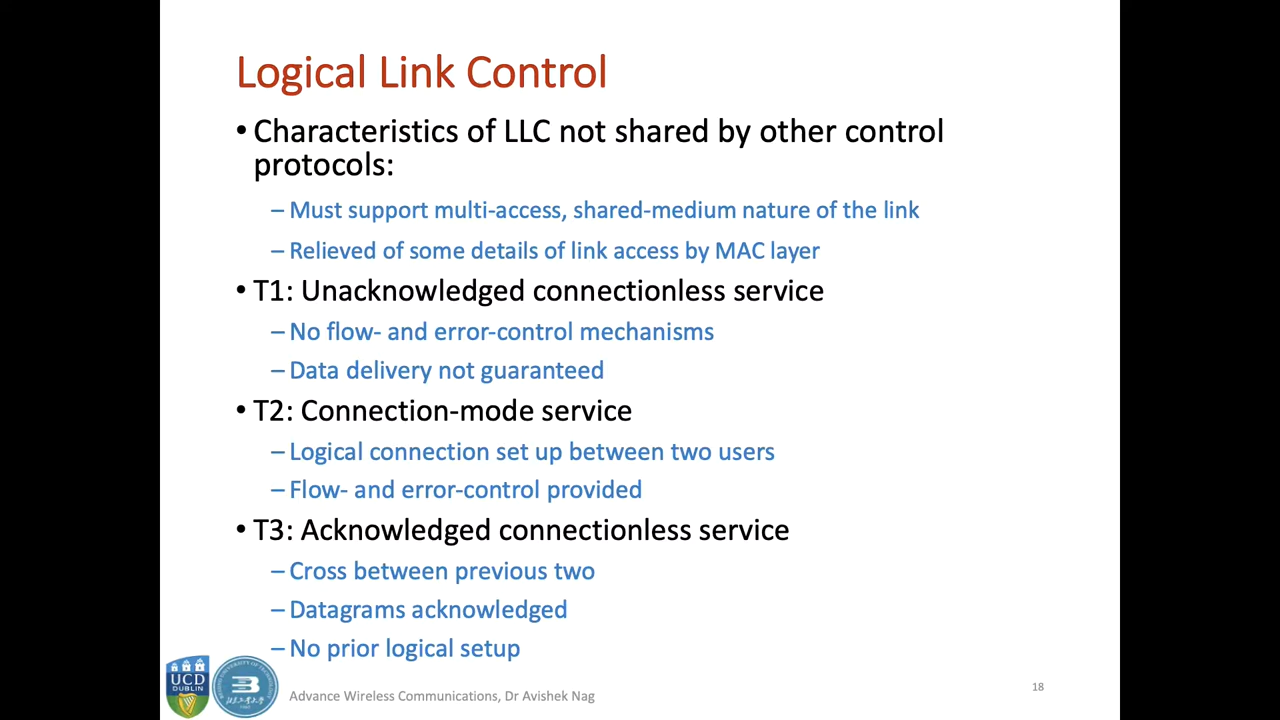 Logical Link Control
• Characteristics of LLC not shared by other control
protocols:
– Must support multi-access, shared-medium nature of the link
– Relieved of some details of link access by MAC layer
• T1: Unacknowledged connectionless service
– No flow- and error-control mechanisms
– Data delivery not guaranteed
• T2: Connection-mode service
– Logical connection set up between two users
– Flow- and error-control provided
• T3: Acknowledged connectionless service
– Cross between previous two
– Datagrams acknowledged
– No prior logical setup
UCD
DUBLIN
Advance Wireless Communications, Dr Avishek Nag
18